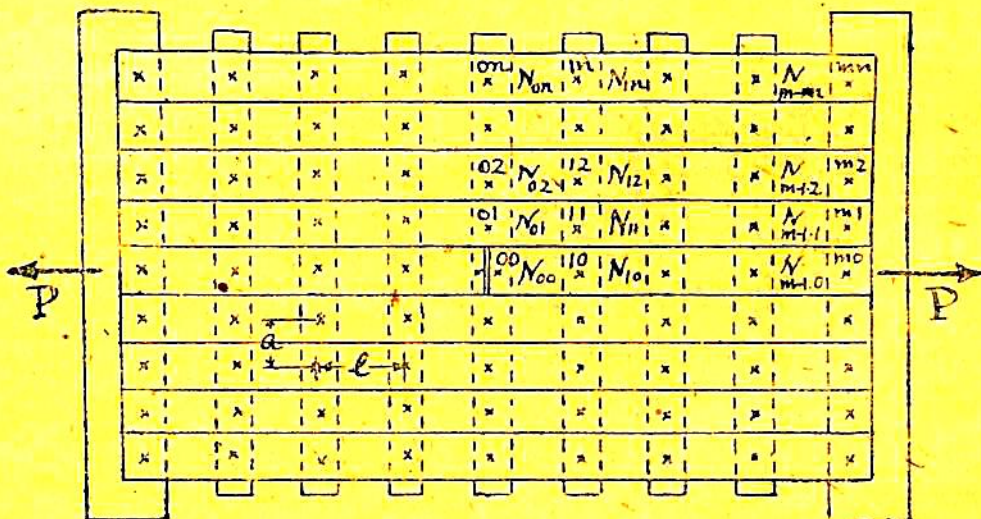 0n N0n 1n N1n N m-1.n mn
02 N02 12 N12 N m-1.2 m2
01 N01 11 N11 N m-1.1 m1
00 N00 10 N10 N m-1.0 m0
P P
a
l